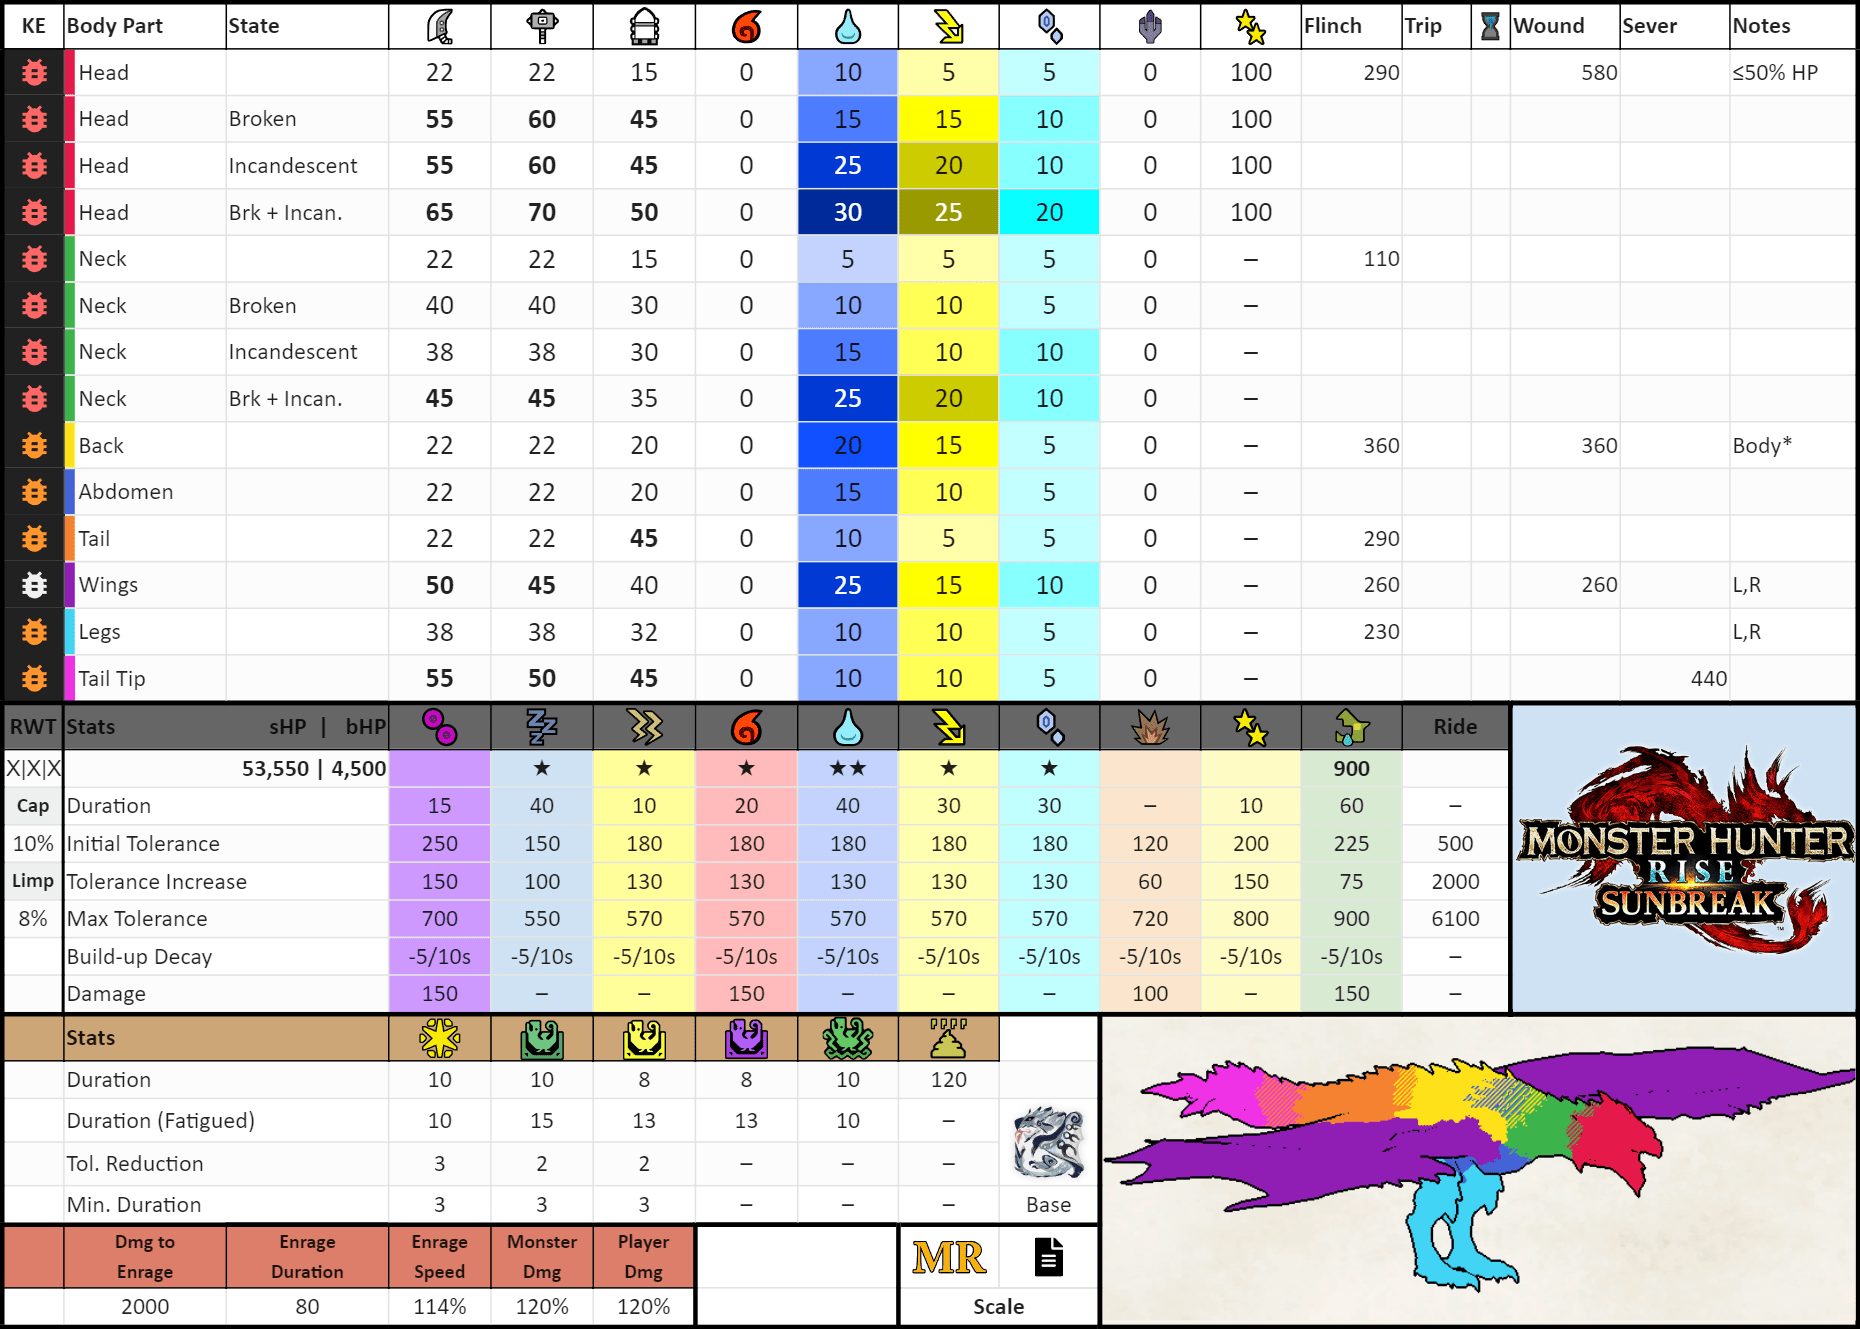 KE Body Part State Flinch Trip Wound Sever Notes
Head 22 22 15 0 10 5 5 0 100 290 580 ≤50% HP
Head Broken 55 60 45 0 15 15 10 0 100
Head Incandescent 55 60 45 0 25 20 10 0 100
Head Brk + Incan. 65 70 50 0 30 25 20 0 100
Neck 22 22 15 0 5 5 5 0 – 110
Neck Broken 40 40 30 0 10 10 5 0 –
Neck Incandescent 38 38 30 0 15 10 10 0 –
Neck Brk + Incan. 45 45 35 0 25 20 10 0 –
Back 22 22 20 0 20 15 5 0 – 360 360 Body*
Abdomen 22 22 20 0 15 10 5 0 –
Tail 22 22 45 0 10 5 5 0 – 290
Wings 50 45 40 0 25 15 10 0 – 260 260 L,R
Legs 38 38 32 0 10 10 5 0 – 230 L,R
Tail Tip 55 50 45 0 10 10 5 0 – 440
RWT Stats sHP | bHP Ride
X|X|X 53,550 | 4,500 ★ ★ ★ ★★ ★ ★ 900
Cap Duration 15 40 10 20 40 30 30 – 10 60 –
10% Initial Tolerance 250 150 180 180 180 180 180 120 200 225 500
Limp Tolerance Increase 150 100 130 130 130 130 130 60 150 75 2000
8% Max Tolerance 700 550 570 570 570 570 570 720 800 900 6100
Build-up Decay -5/10s -5/10s -5/10s -5/10s -5/10s -5/10s -5/10s -5/10s -5/10s -5/10s –
Damage 150 – – 150 – – – 100 – 150 –
MONSTER HUNTER
RISE
SUNBREAK
Stats
Duration 10 10 8 8 10 120
Duration (Fatigued) 10 15 13 13 10 –
Tol. Reduction 3 2 2 – – –
Min. Duration 3 3 3 – – – Base
Dmg to Enrage Enrage Monster Player
Enrage Duration Speed Dmg Dmg
MR
2000 80 114% 120% 120% Scale